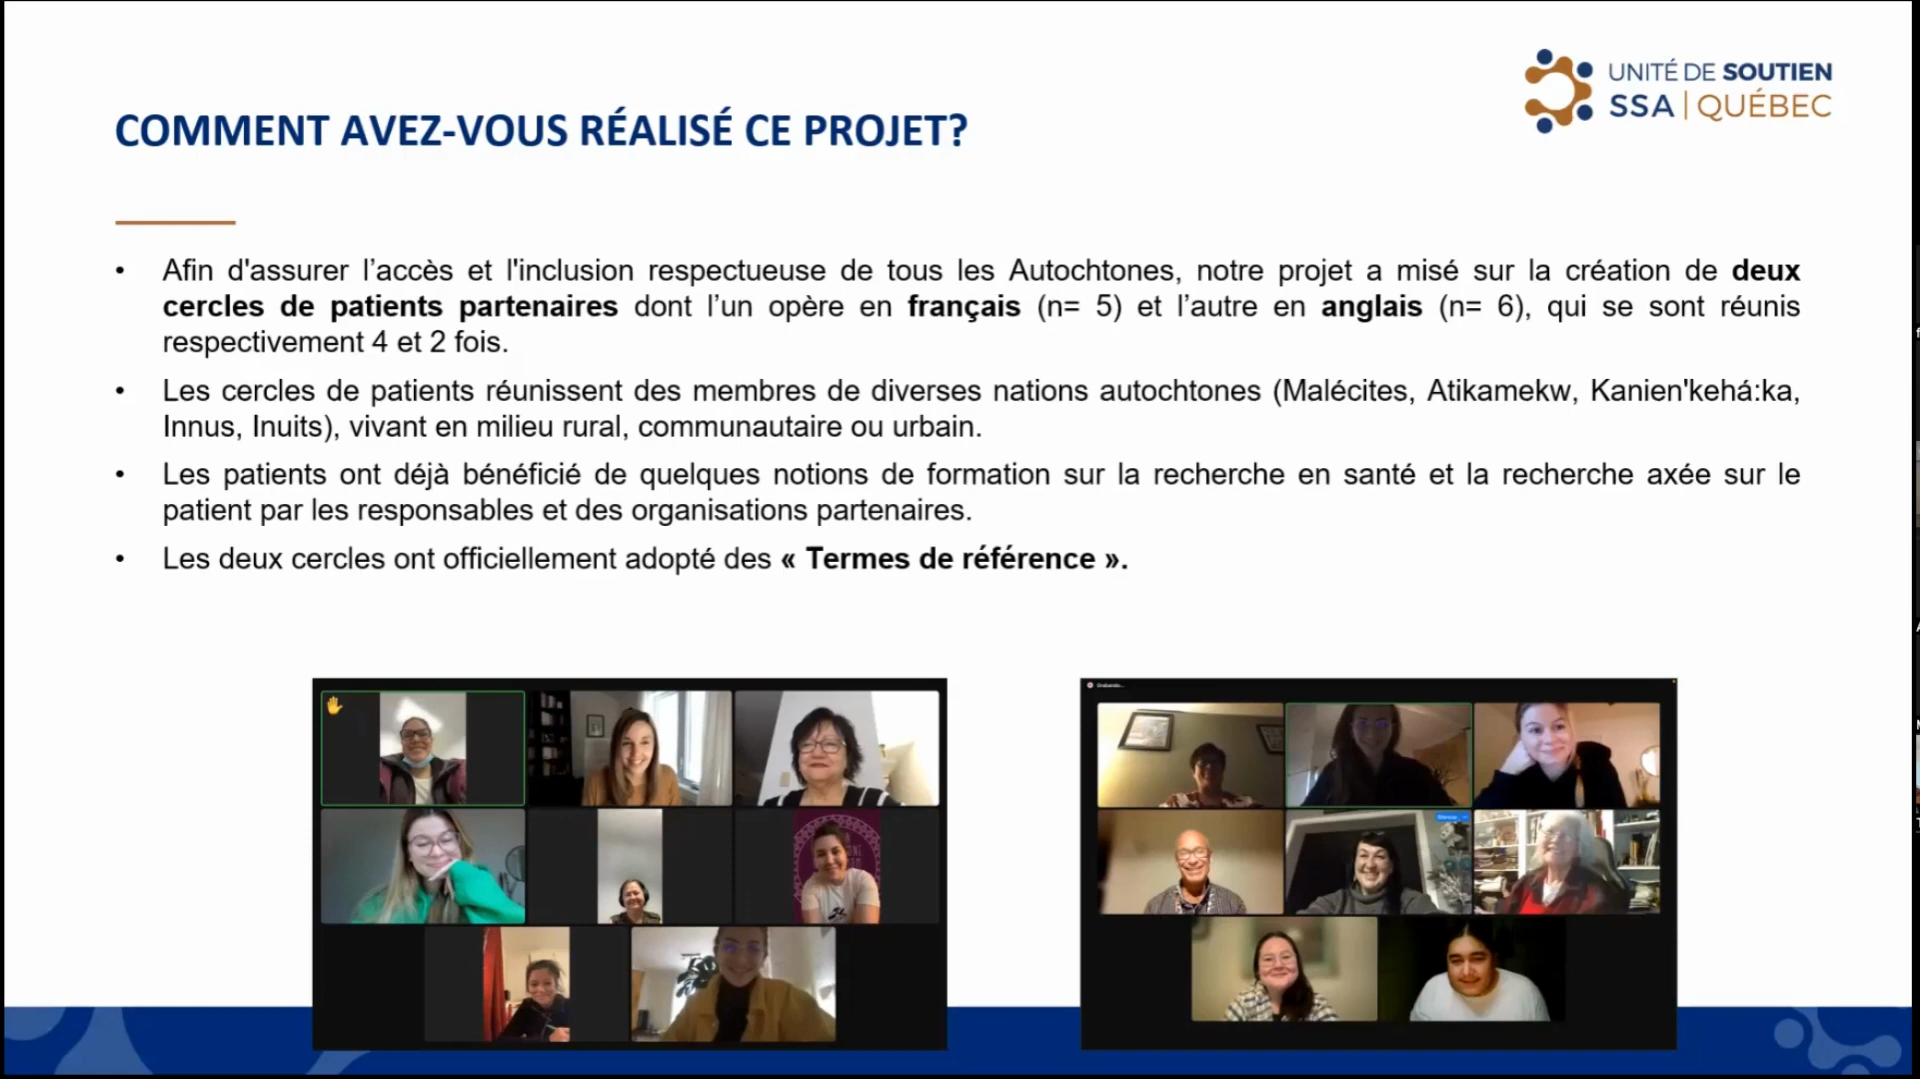 UNITÉ DE SOUTIEN
SSA | QUÉBEC
COMMENT AVEZ-VOUS RÉALISÉ CE PROJET?
• Afin d'assurer l’accès et l'inclusion respectueuse de tous les Autochtones, notre projet a misé sur la création de deux
cercles de patients partenaires dont l’un opère en français (n= 5) et l’autre en anglais (n= 6), qui se sont réunis
respectivement 4 et 2 fois.
• Les cercles de patients réunissent des membres de diverses nations autochtones (Malécites, Atikamekw, Kanien'kehá:ka,
Innus, Inuits), vivant en milieu rural, communautaire ou urbain.
• Les patients ont déjà bénéficié de quelques notions de formation sur la recherche en santé et la recherche axée sur le
patient par les responsables et des organisations partenaires.
• Les deux cercles ont officiellement adopté des « Termes de référence ».